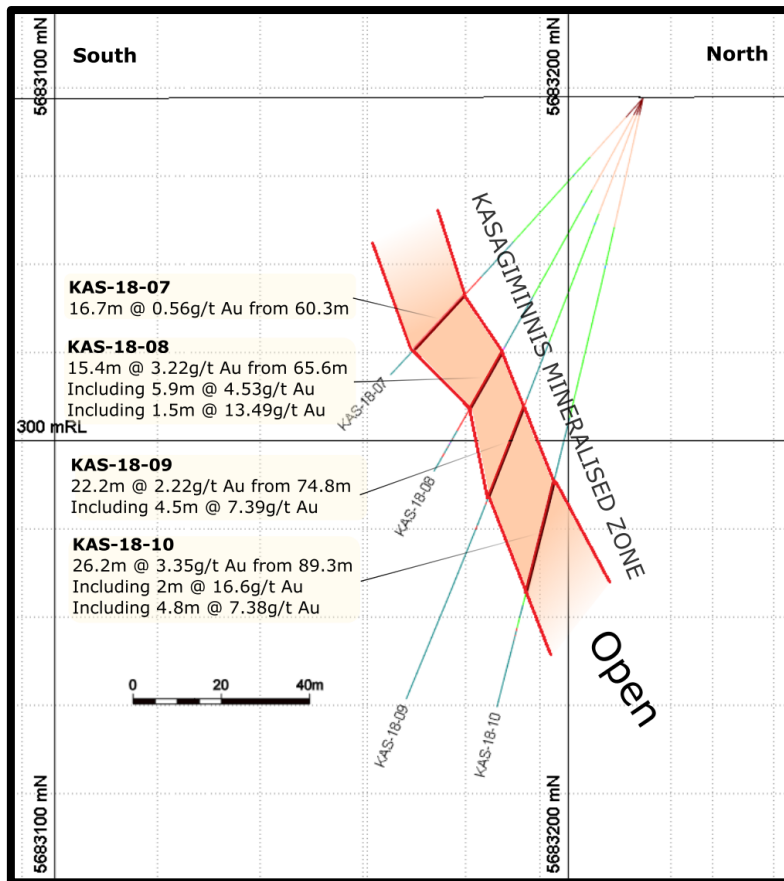 5683100 mN
South
5683200 mN
North
KASAGIMINNIS MINERALISED ZONE
KAS-18-07
16.7m @ 0.56g/t Au from 60.3m
KAS-18-08
15.4m @ 3.22g/t Au from 65.6m
Including 5.9m @ 4.53g/t Au
Including 1.5m @ 13.49g/t Au
KAS-18-07
300 mRL
KAS-18-09
22.2m @ 2.22g/t Au from 74.8m
Including 4.5m @ 7.39g/t Au
KAS-18-08
KAS-18-10
26.2m @ 3.35g/t Au from 89.3m
Including 2m @ 16.6g/t Au
Including 4.8m @ 7.38g/t Au
Open
0 20 40m
KAS-18-09
KAS-18-10
5683100 mN
5683200 mN